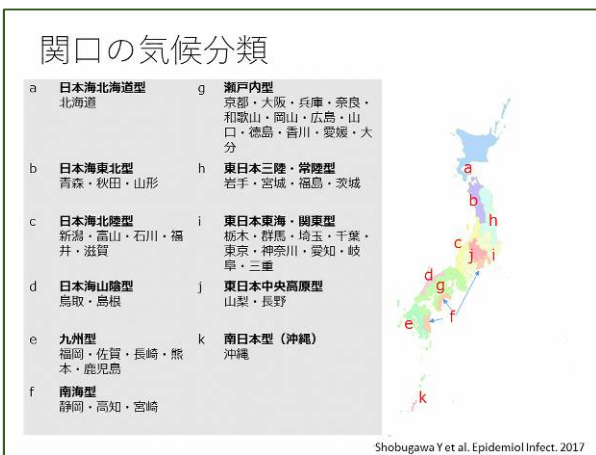 関口の気候分類
a 日本海北海道型
北海道
b 日本海東北型
青森・秋田・山形
c 日本海北陸型
新潟・富山・石川・福
井・滋賀
d 日本海山陰型
鳥取・島根
e 九州型
福岡・佐賀・長崎・熊
本・鹿児島
f 南海型
静岡・高知・宮崎
g 瀬戸内型
京都・大阪・兵庫・奈良・
和歌山・岡山・広島・山
口・徳島・香川・愛媛・大
分
h 東日本三陸・常陸型
岩手・宮城・福島・茨城
i 東日本東海・関東型
栃木・群馬・埼玉・千葉・
東京・神奈川・愛知・岐
阜・三重
j 東日本中央高原型
山梨・長野
k 南日本型（沖縄）
沖縄
a
b
h
c
j
i
d
g
e
f
k
Shobugawa Y et al. Epidemiol Infect. 2017